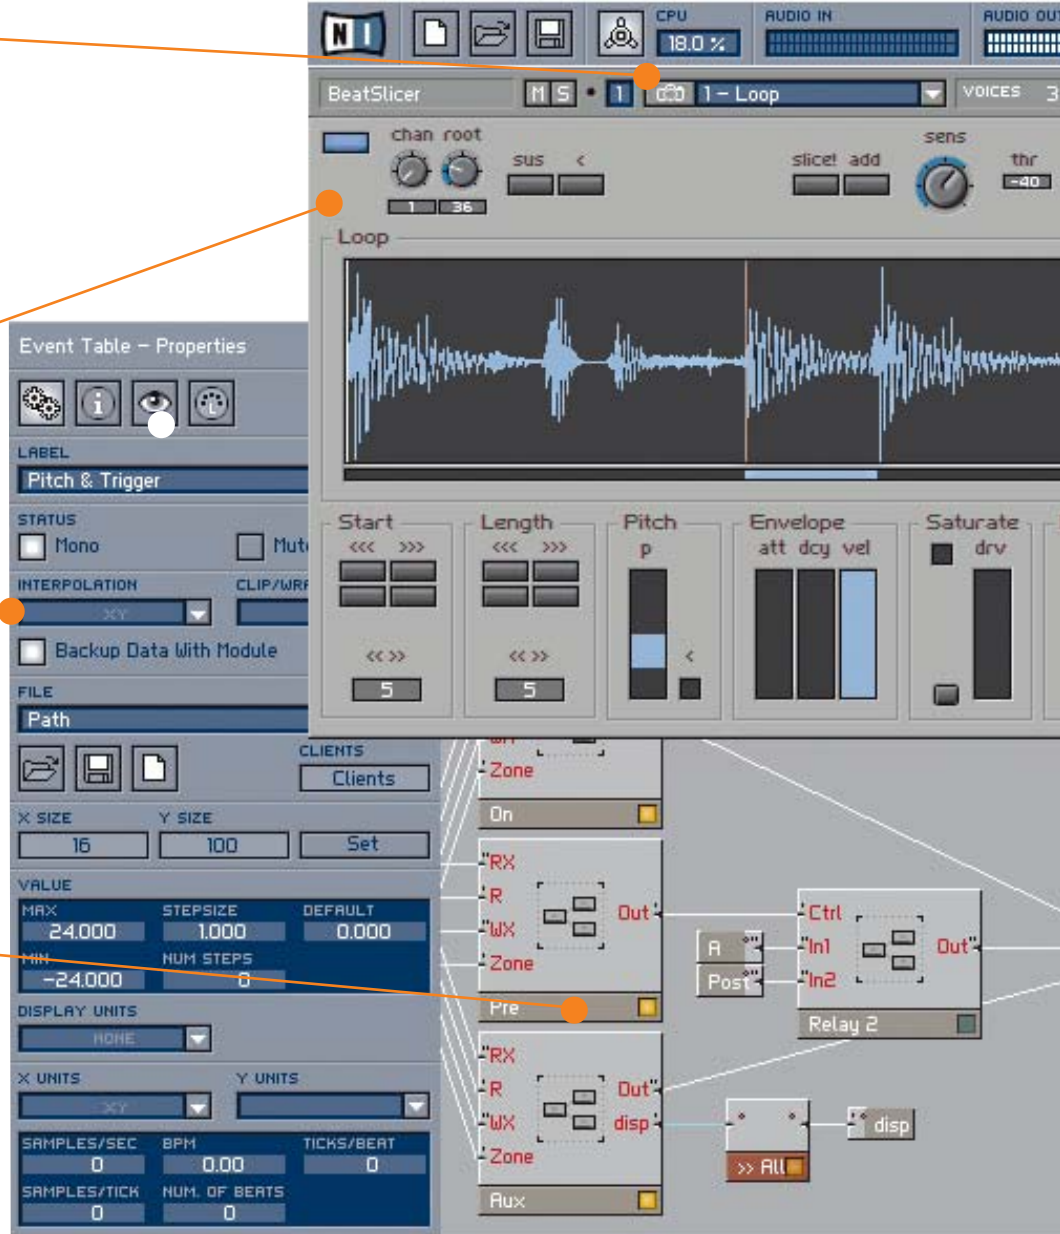 NI
CPU
AUDIO IN
AUDIO OUT
18.0 %
BeatSlicer
M S
1
1 – Loop
VOICES 3
chan root
sus <
slice! add
sens
thr
-40
1 36
Loop
Event Table – Properties
i
L
LABEL
Pitch & Trigger
STATUS
Mono
Mute
INTERPOLATION
CLIP/WRA
XY
Backup Data With Module
FILE
Path
CLIENTS
Clients
X SIZE Y SIZE
16 100 Set
VALUE
MAX STEPSIZE DEFAULT
24.000 1.000 0.000
MIN NUM STEPS
-24.000 0
DISPLAY UNITS
NONE
X UNITS Y UNITS
XY
SAMPLES/SEC BPM TICKS/BEAT
0 0.00 0
SAMPLES/TICK NUM. OF BEATS
0 0
Start
<<< >>>
<< >>
5
Length
<<< >>>
<< >>
5
Pitch
p
<
Envelope
att dcy vel
Saturate
drv
WX
Zone
On
RX
R
WX
Zone
Out
Pre
RX
R
WX
Zone
Out
disp
Aux
A
Post
Ctrl
In1
In2
Out
Relay 2
>> All
disp